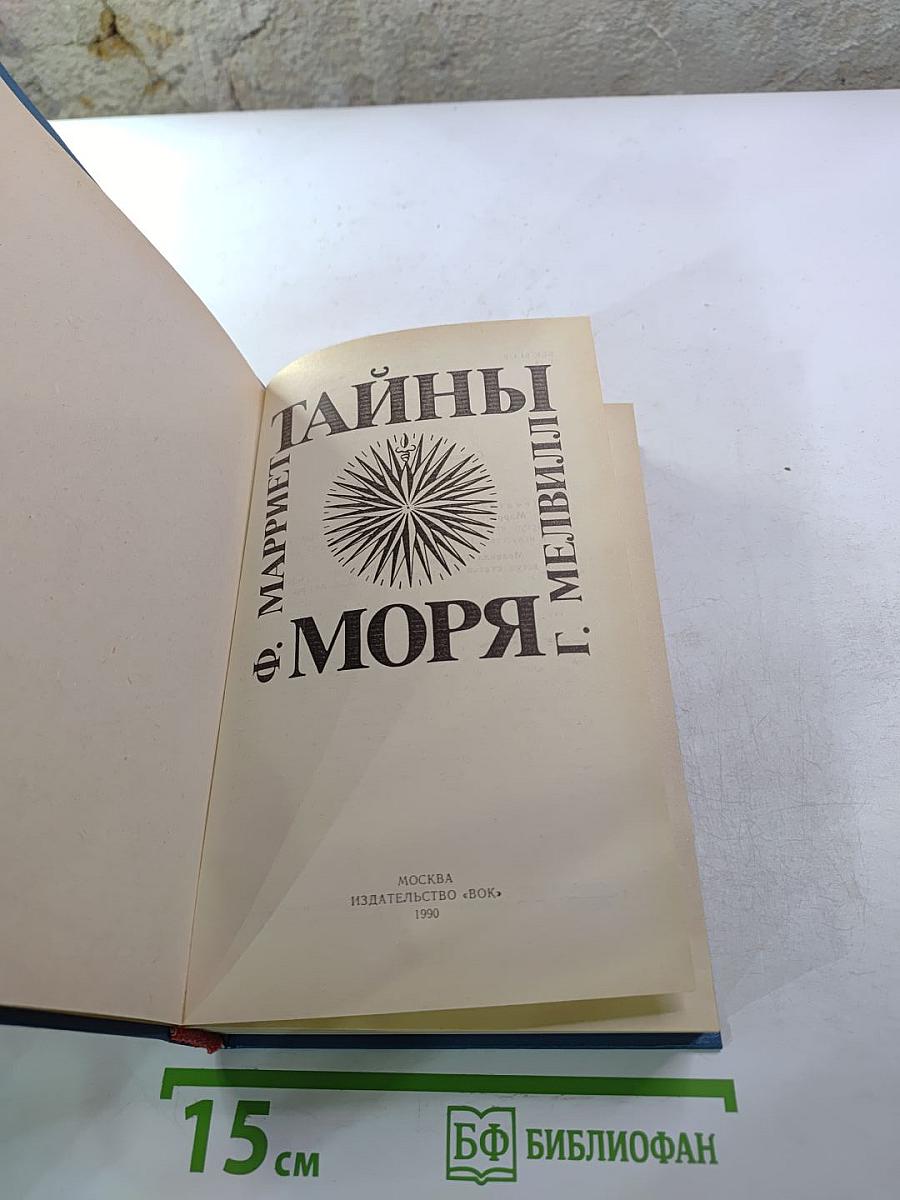 ТАЙНЫ
Ф. МАРРИЕТ
Г. МЕЛВИЛЛ
МОРЯ
МОСКВА
ИЗДАТЕЛЬСТВО «ВОК»
1990
15 см
БФ БИБЛИОФАН